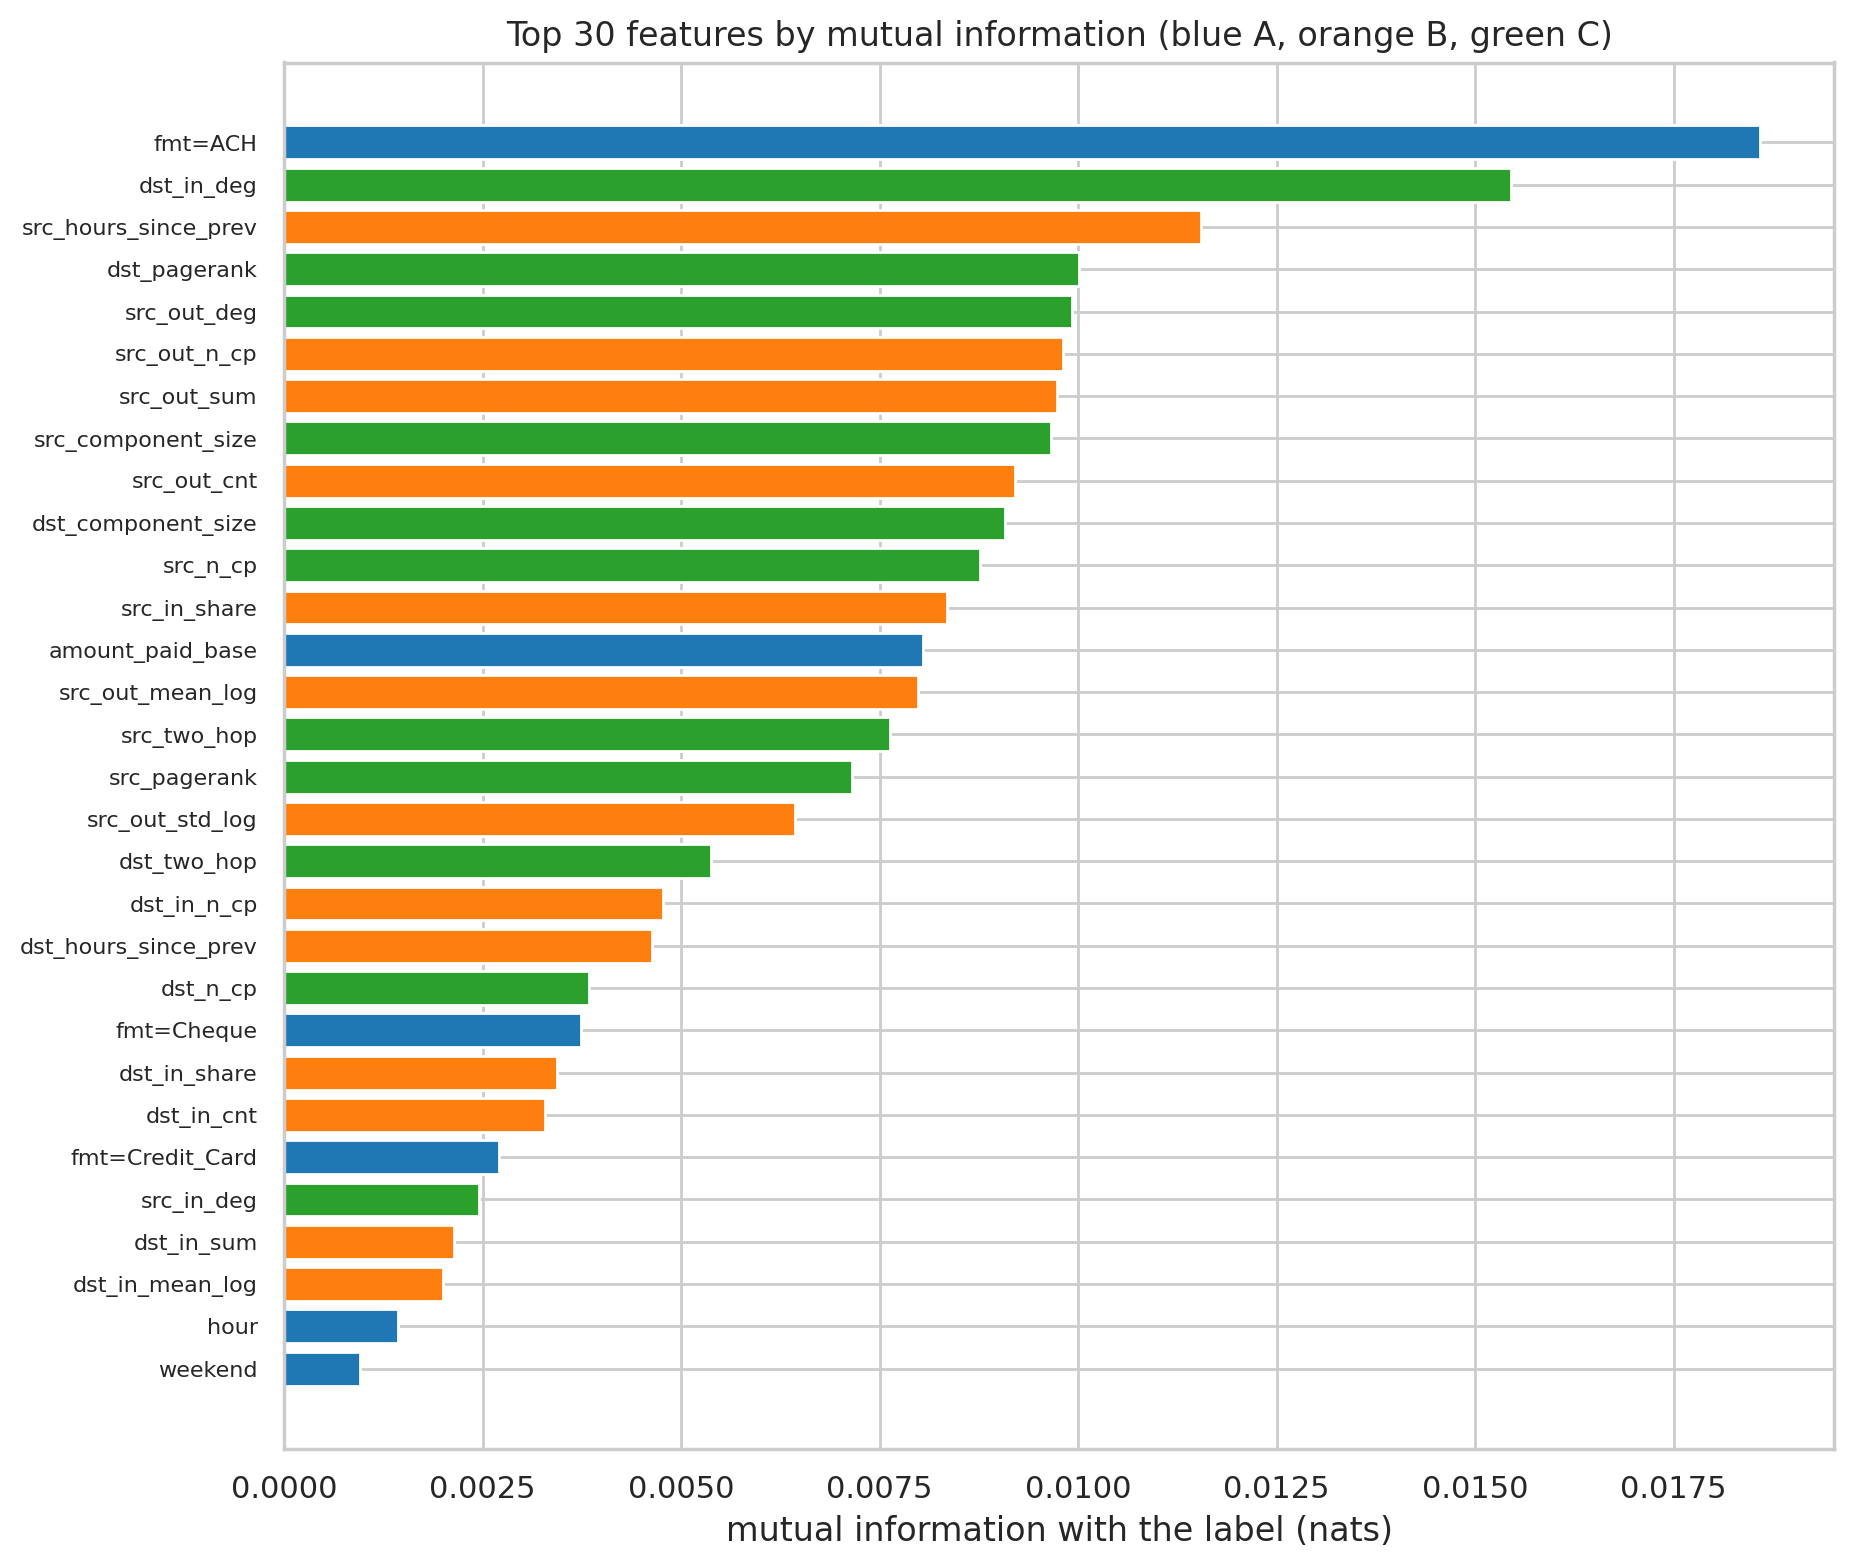 Top 30 features by mutual information (blue A, orange B, green C)
fmt=ACH
dst_in_deg
src_hours_since_prev
dst_pagerank
src_out_deg
src_out_n_cp
src_out_sum
src_component_size
src_out_cnt
dst_component_size
src_n_cp
src_in_share
amount_paid_base
src_out_mean_log
src_two_hop
src_pagerank
src_out_std_log
dst_two_hop
dst_in_n_cp
dst_hours_since_prev
dst_n_cp
fmt=Cheque
dst_in_share
dst_in_cnt
fmt=Credit_Card
src_in_deg
dst_in_sum
dst_in_mean_log
hour
weekend
0.0000 0.0025 0.0050 0.0075 0.0100 0.0125 0.0150 0.0175
mutual information with the label (nats)